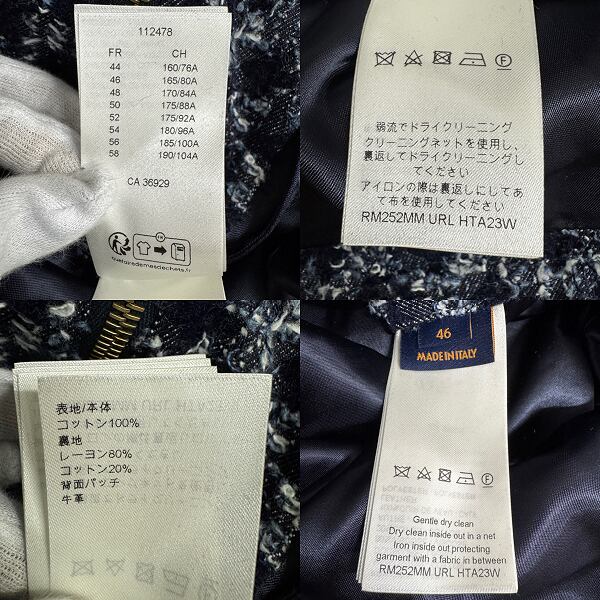 112478
FR CH
44 160/76A
46 165/80A
48 170/84A
50 175/88A
52 175/92A
54 180/96A
56 185/100A
58 190/104A
CA 36929
FR
quefairedemesdechets.fr
弱流でドライクリーニング
クリーニングネットを使用し、
裏返してドライクリーニングし
てください
アイロンの際は裏返しにしてあ
て布を使用してください
RM252MM URL HTA23W
表地/本体
コットン100%
裏地
レーヨン80%
コットン20%
背面パッチ
牛革
46
MADE IN ITALY
Gentle dry clean
Dry clean inside out in a net
Iron inside out protecting
garment with a fabric in between
RM252MM URL HTA23W